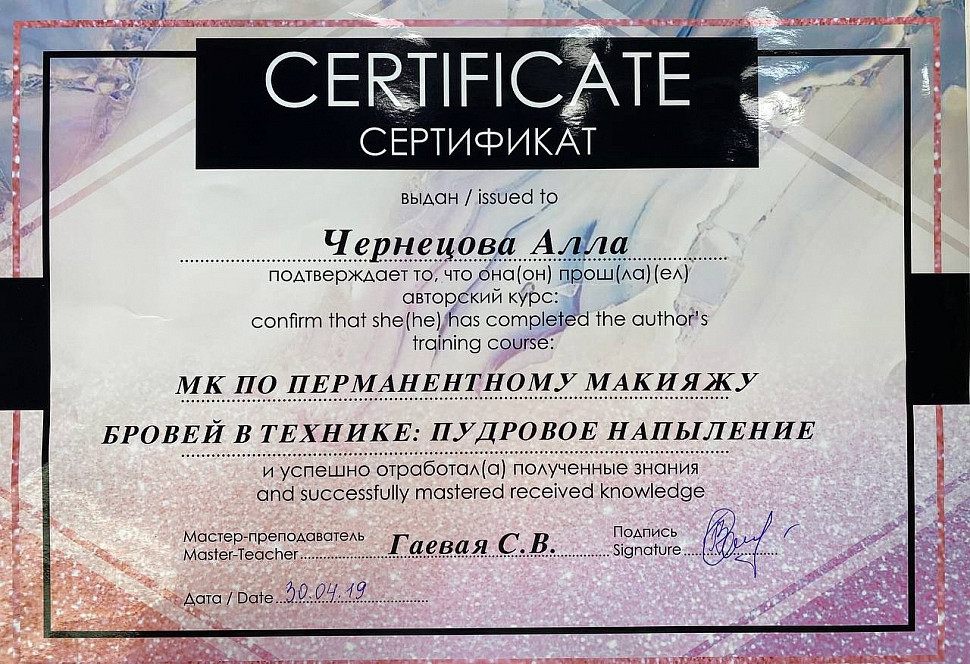 CERTIFICATE
СЕРТИФИКАТ
выдан / issued to
Чернецова Алла
подтверждает то, что она(он) прош(ла)(ел)
авторский курс:
confirm that she(he) has completed the author's
training course:
МК ПО ПЕРМАНЕНТНОМУ МАКИЯЖУ
БРОВЕЙ В ТЕХНИКЕ: ПУДРОВОЕ НАПЫЛЕНИЕ
и успешно отработал(а) полученные знания
and successfully mastered received knowledge
Мастер-преподаватель
Master-Teacher Гаевая С.В.
Подпись
Signature
Дата / Date 30.04.19